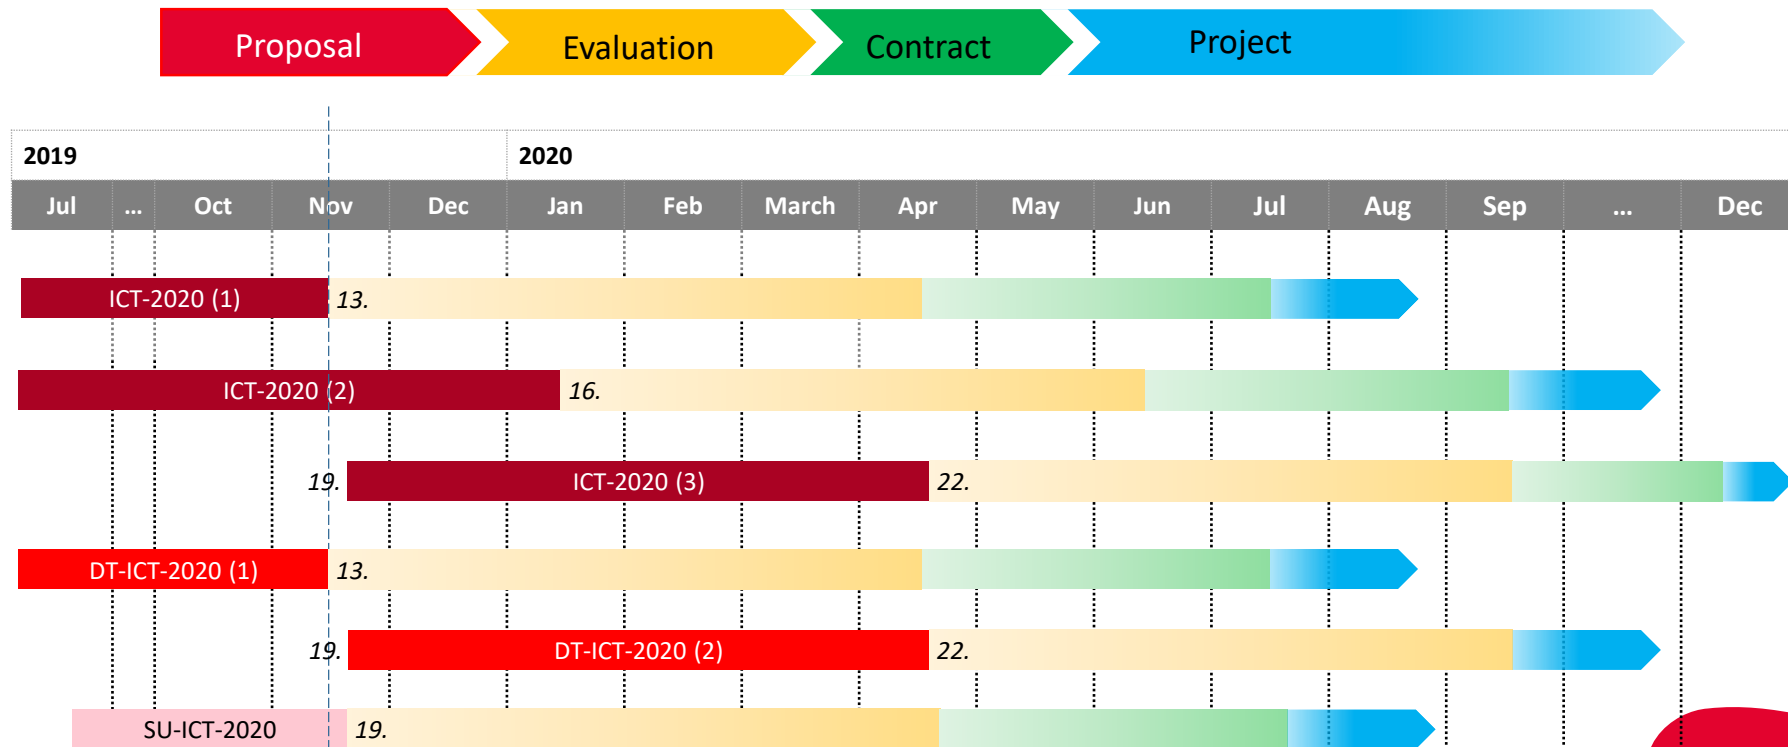 Proposal Evaluation Contract Project
2019 2020
Jul ... Oct Nov Dec Jan Feb March Apr May Jun Jul Aug Sep ... Dec
ICT-2020 (1) 13.
ICT-2020 (2) 16.
19. ICT-2020 (3) 22.
DT-ICT-2020 (1) 13.
19. DT-ICT-2020 (2) 22.
SU-ICT-2020 19.